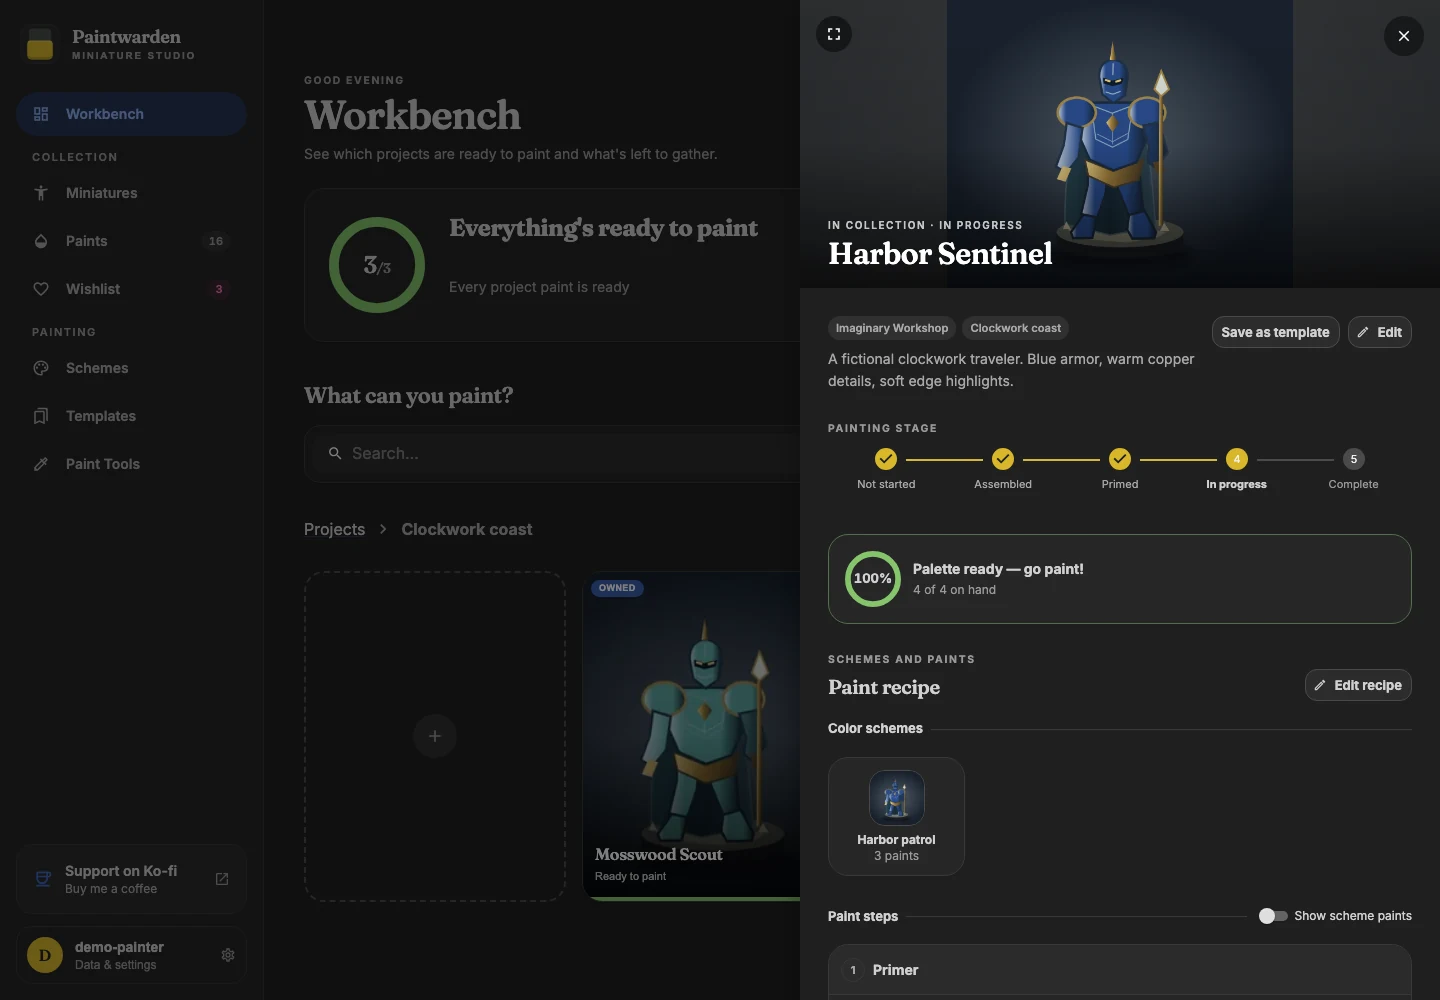 Paintwarden
MINIATURE STUDIO
Workbench
COLLECTION
Miniatures
Paints 16
Wishlist 3
PAINTING
Schemes
Templates
Paint Tools
Support on Ko-fi
Buy me a coffee
D
demo-painter
Data & settings
GOOD EVENING
Workbench
See which projects are ready to paint and what's left to gather.
3/3
Everything's ready to paint
Every project paint is ready
What can you paint?
Search...
Projects > Clockwork coast
OWNED
Mosswood Scout
Ready to paint
IN COLLECTION · IN PROGRESS
Harbor Sentinel
Imaginary Workshop Clockwork coast
Save as template Edit
A fictional clockwork traveler. Blue armor, warm copper
details, soft edge highlights.
PAINTING STAGE
4 5
Not started Assembled Primed In progress Complete
100%
Palette ready — go paint!
4 of 4 on hand
SCHEMES AND PAINTS
Paint recipe
Edit recipe
Color schemes
Harbor patrol
3 paints
Paint steps
Show scheme paints
1 Primer